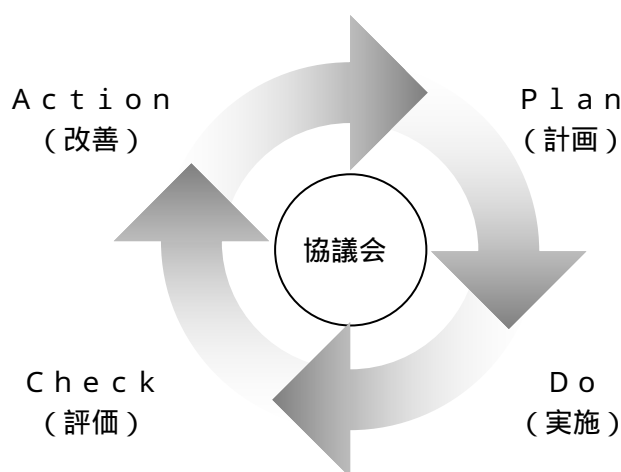 Ａｃｔｉｏｎ
（改善）
Ｐｌａｎ
（計画）
協議会
Ｃｈｅｃｋ
（評価）
Ｄｏ
（実施）